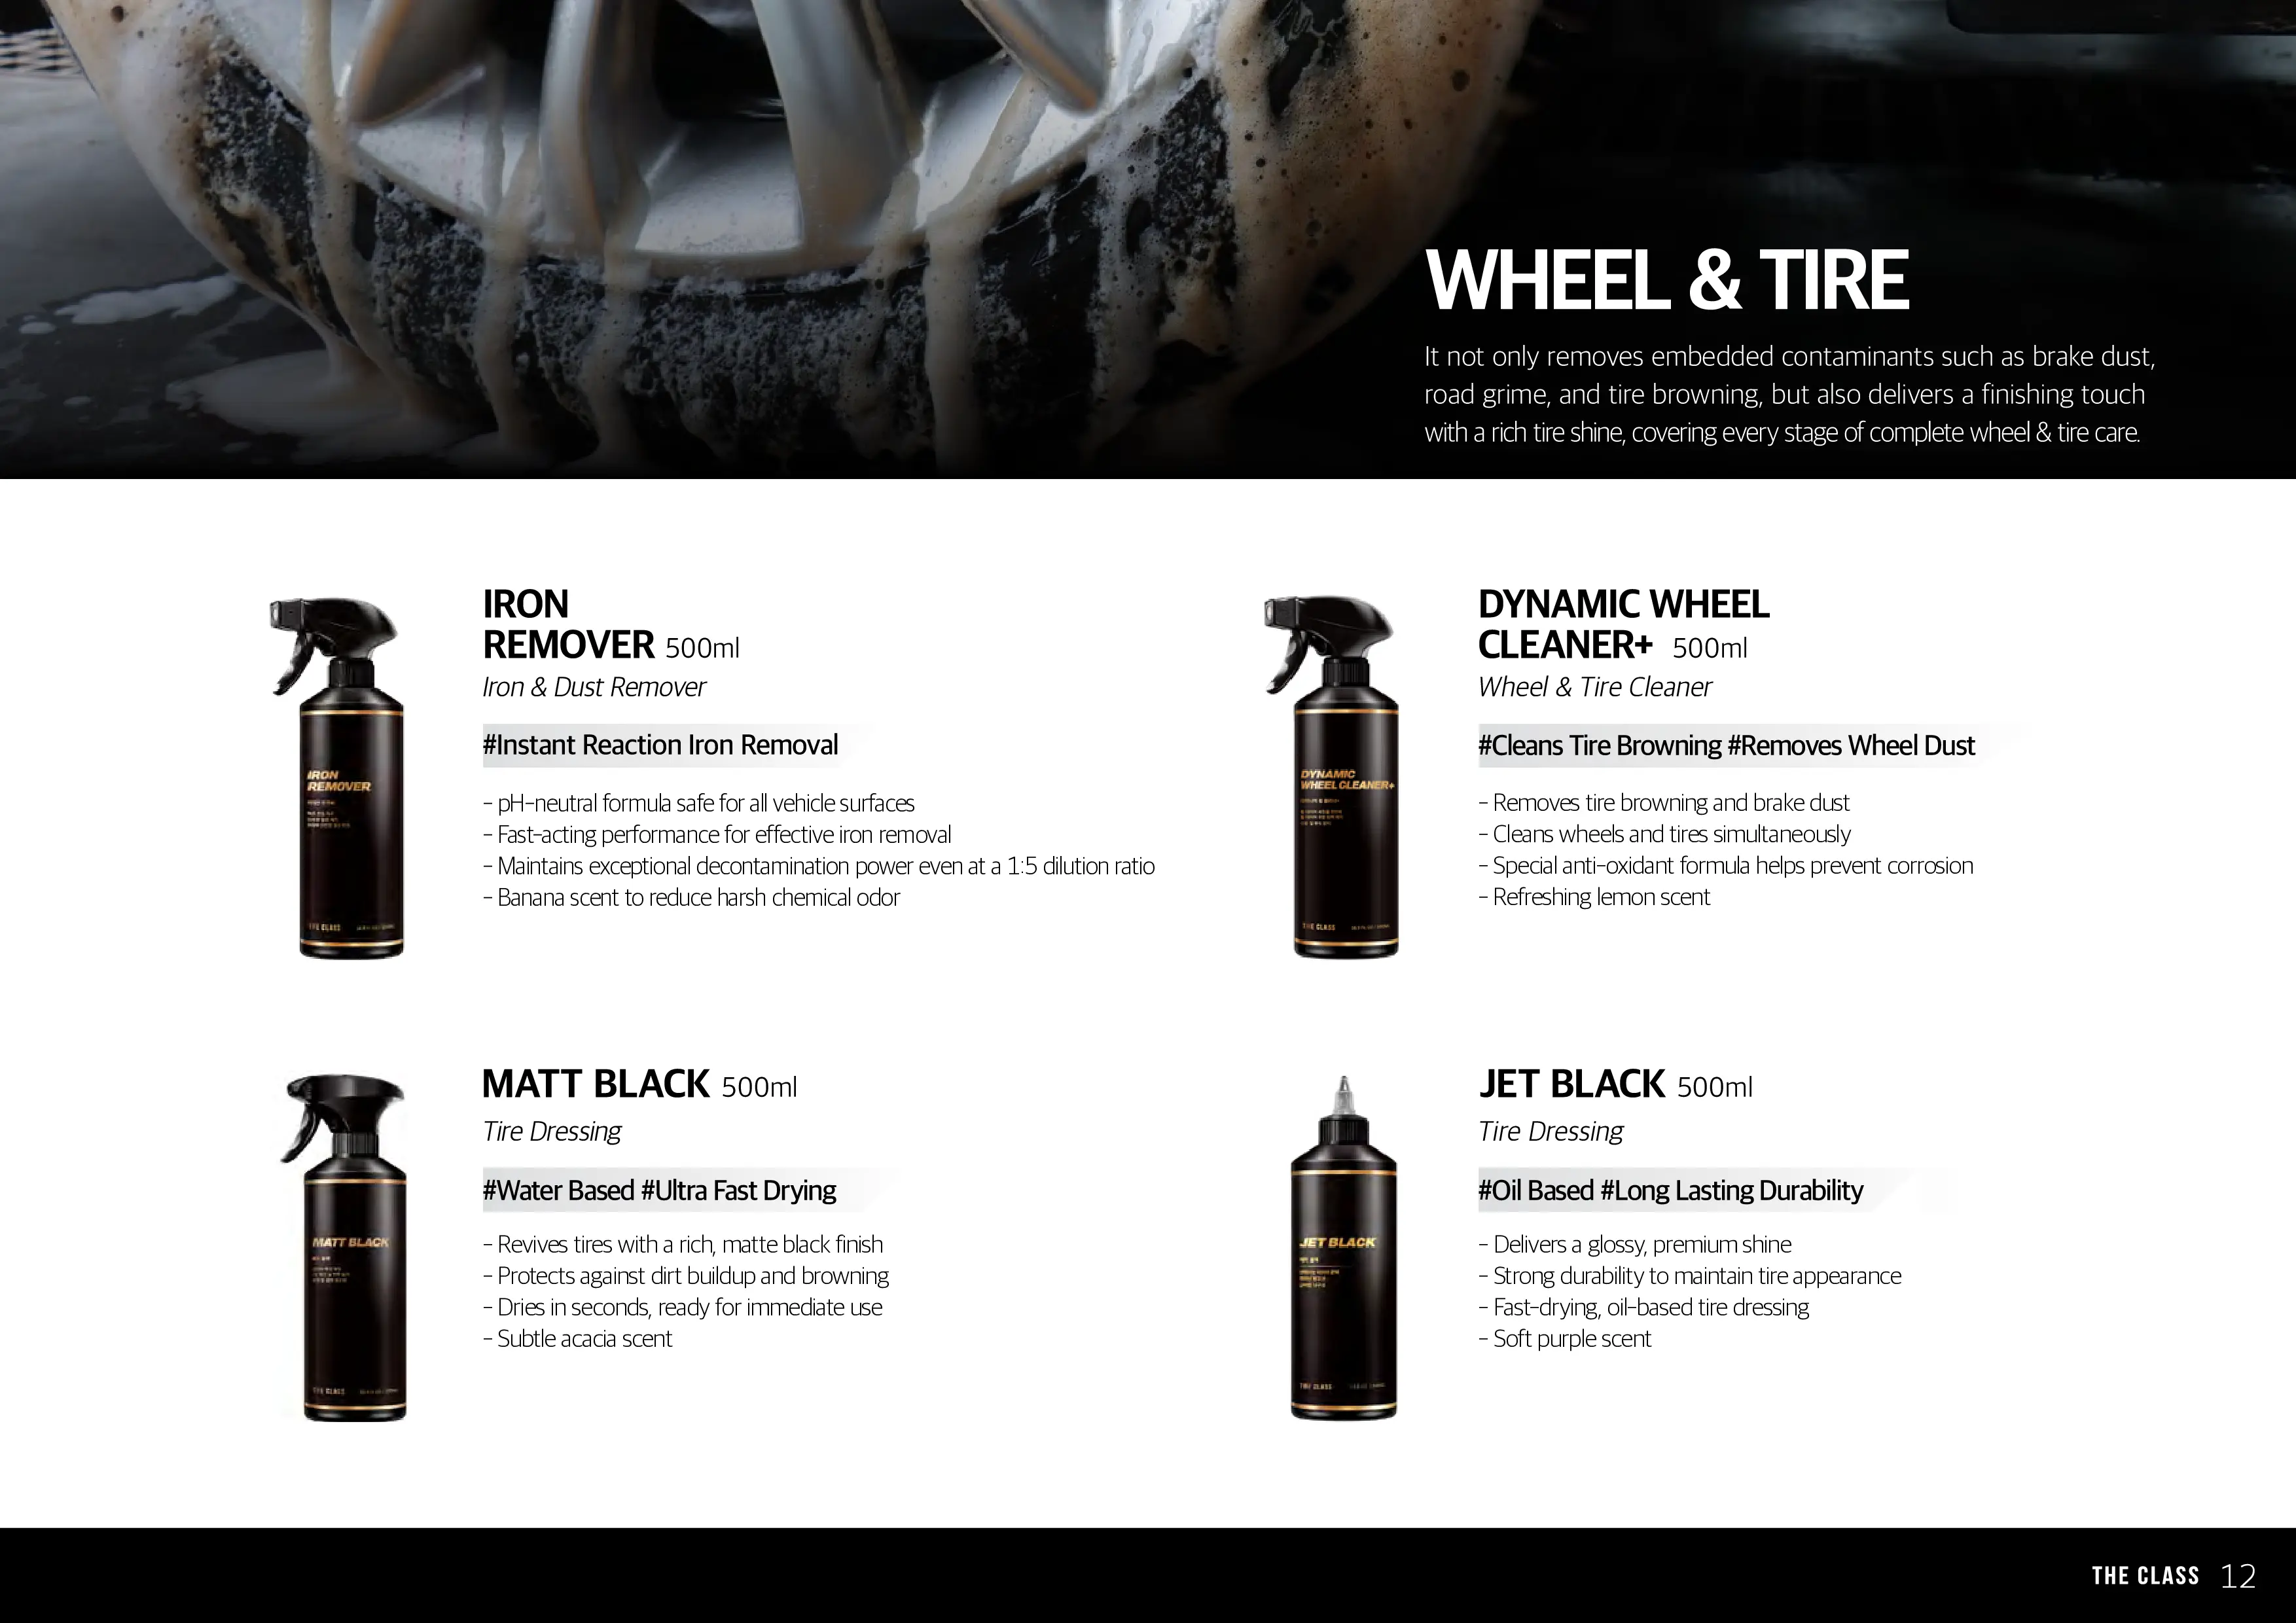 WHEEL & TIRE
It not only removes embedded contaminants such as brake dust,
road grime, and tire browning, but also delivers a finishing touch
with a rich tire shine, covering every stage of complete wheel & tire care.
IRON
REMOVER
IRON
REMOVER 500ml
Iron & Dust Remover
#Instant Reaction Iron Removal
- pH-neutral formula safe for all vehicle surfaces
- Fast-acting performance for effective iron removal
- Maintains exceptional decontamination power even at a 1:5 dilution ratio
- Banana scent to reduce harsh chemical odor
THE CLASS
DYNAMIC
WHEEL CLEANER+
DYNAMIC WHEEL
CLEANER+ 500ml
Wheel & Tire Cleaner
#Cleans Tire Browning #Removes Wheel Dust
- Removes tire browning and brake dust
- Cleans wheels and tires simultaneously
- Special anti-oxidant formula helps prevent corrosion
- Refreshing lemon scent
THE CLASS
MATT BLACK
MATT BLACK 500ml
Tire Dressing
#Water Based #Ultra Fast Drying
- Revives tires with a rich, matte black finish
- Protects against dirt buildup and browning
- Dries in seconds, ready for immediate use
- Subtle acacia scent
THE CLASS
JET BLACK
JET BLACK 500ml
Tire Dressing
#Oil Based #Long Lasting Durability
- Delivers a glossy, premium shine
- Strong durability to maintain tire appearance
- Fast-drying, oil-based tire dressing
- Soft purple scent
THE CLASS
THE CLASS 12